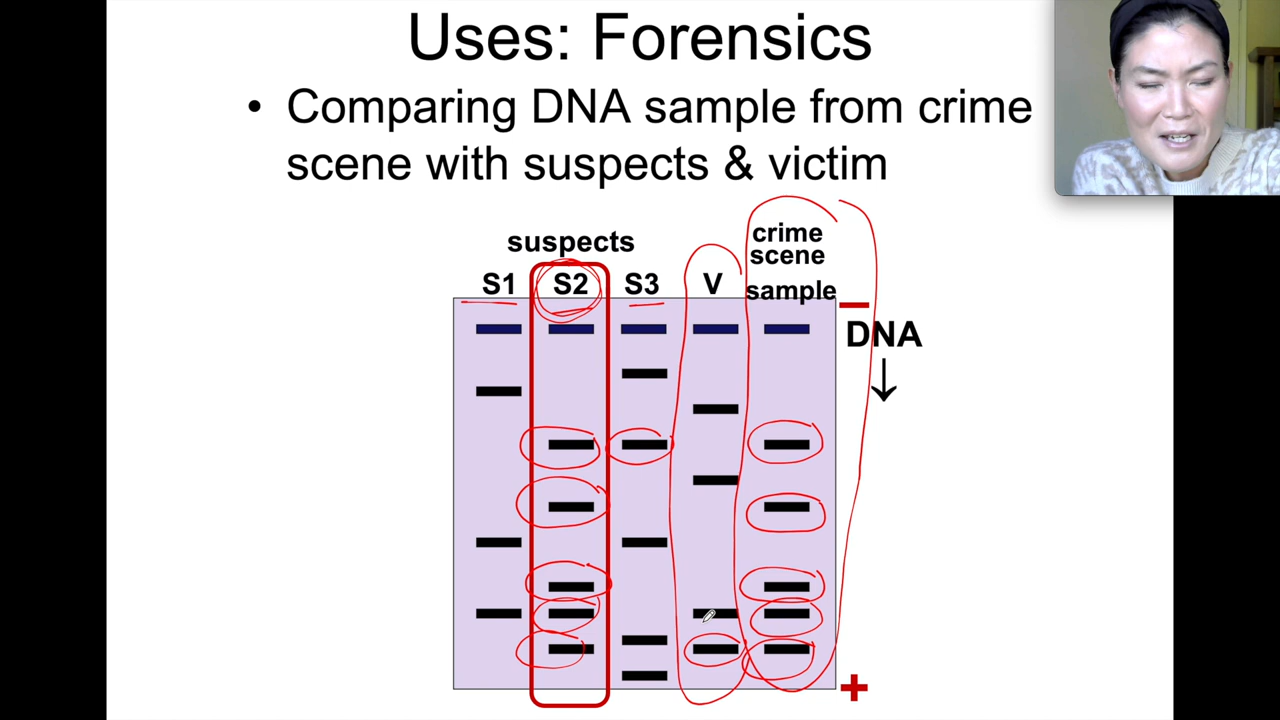 Uses: Forensics
• Comparing DNA sample from crime
scene with suspects & victim
suspects
crime
scene
sample
S1 S2 S3 V
−
DNA
↓
+